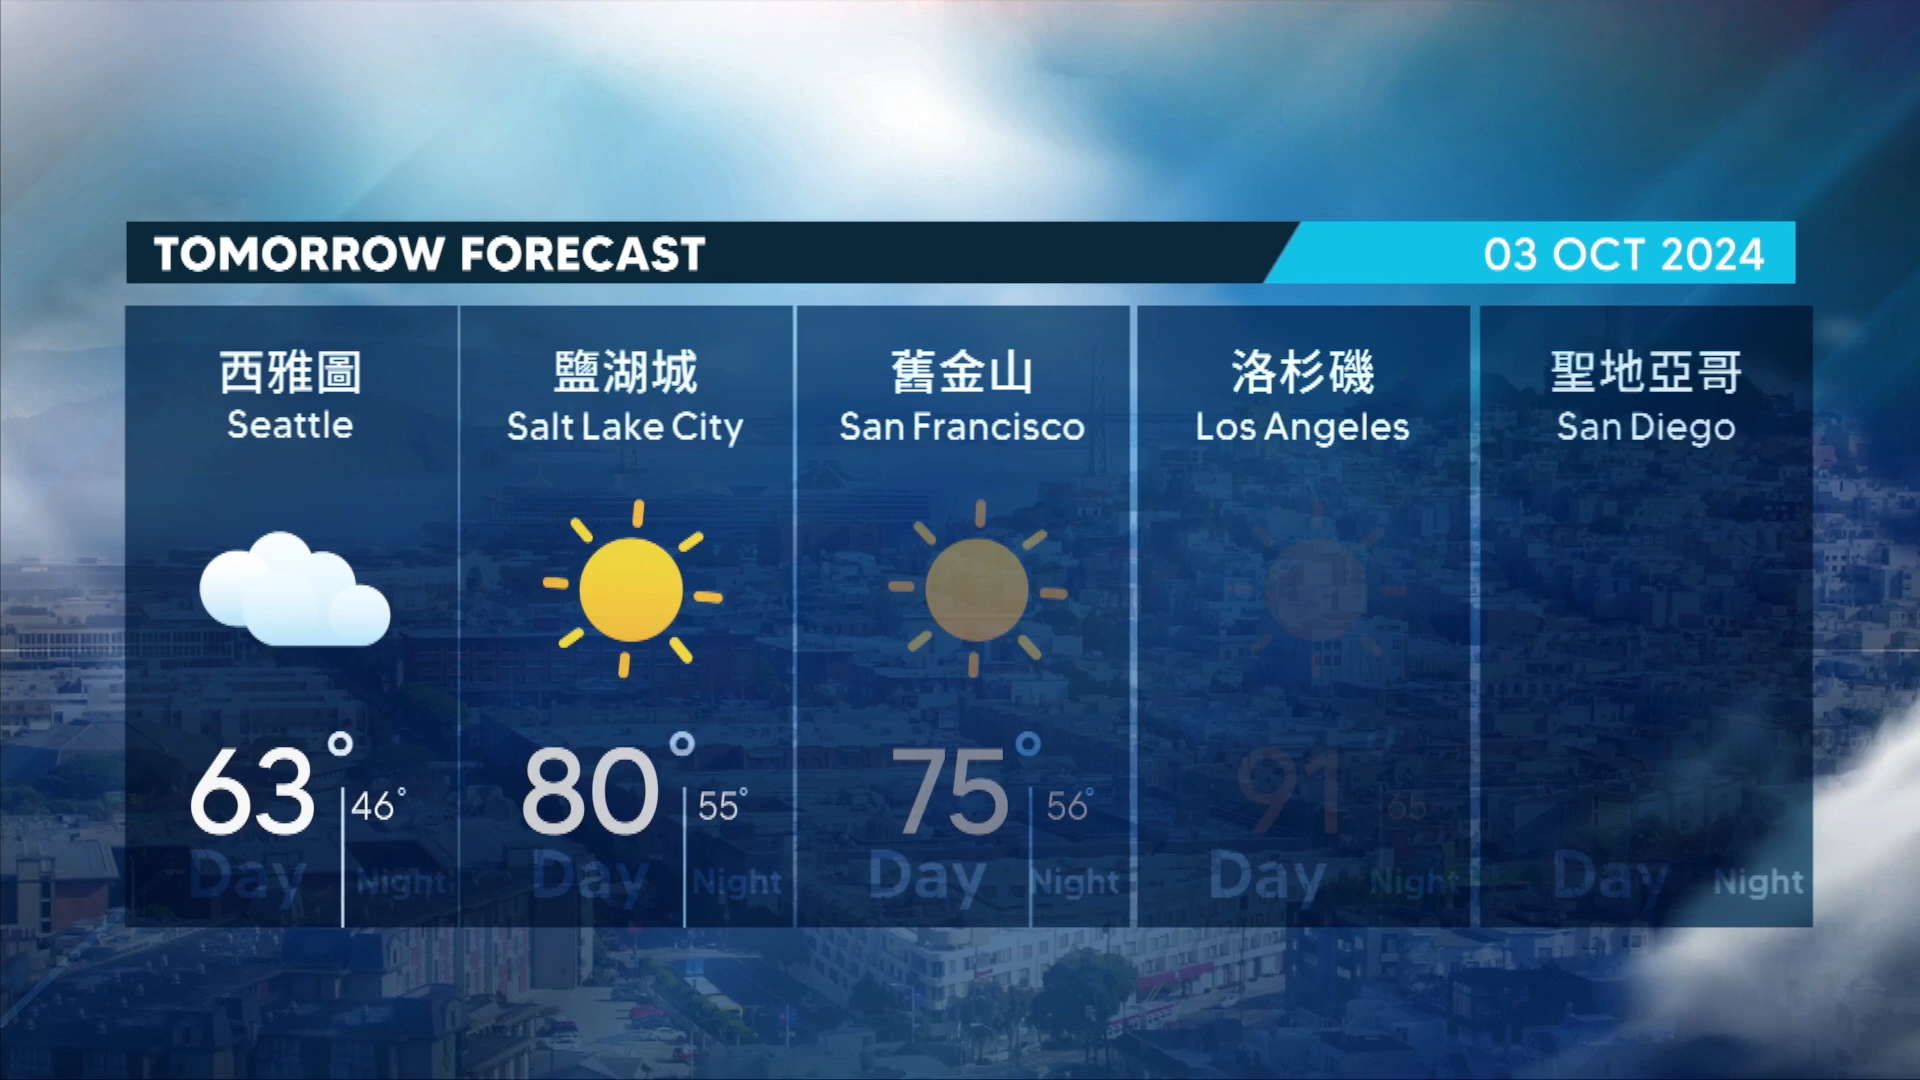 TOMORROW FORECAST
03 OCT 2024
西雅圖
Seattle
63° 46°
Day Night
鹽湖城
Salt Lake City
80° 55°
Day Night
舊金山
San Francisco
75° 56°
Day Night
洛杉磯
Los Angeles
91 65
Day Night
聖地亞哥
San Diego
Day Night